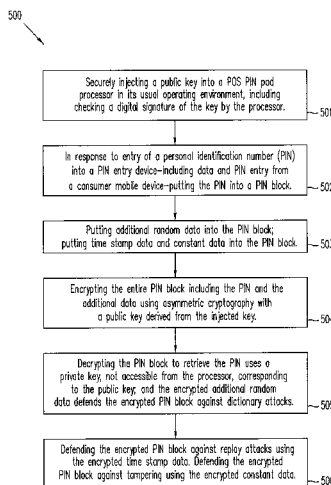 500
Securely injecting a public key into a POS PIN pad
processor in its usual operating environment, including
checking a digital signature of the key by the processor.
501
In response to entry of a personal identification number (PIN)
into a PIN entry device–including data and PIN entry from
a consumer mobile device–putting the PIN into a PIN block.
502
Putting additional random data into the PIN block;
putting time stamp data and constant data into the PIN block.
503
Encrypting the entire PIN block including the PIN and the
additional data using asymmetric cryptography with
a public key derived from the injected key.
504
Decrypting the PIN block to retrieve the PIN uses a
private key, not accessible from the processor, corresponding
to the public key; and the encrypted additional random
data defends the encrypted PIN block against dictionary attacks.
505
Defending the encrypted PIN block against replay attacks using
the encrypted time stamp data. Defending the encrypted
PIN block against tampering using the encrypted constant data.